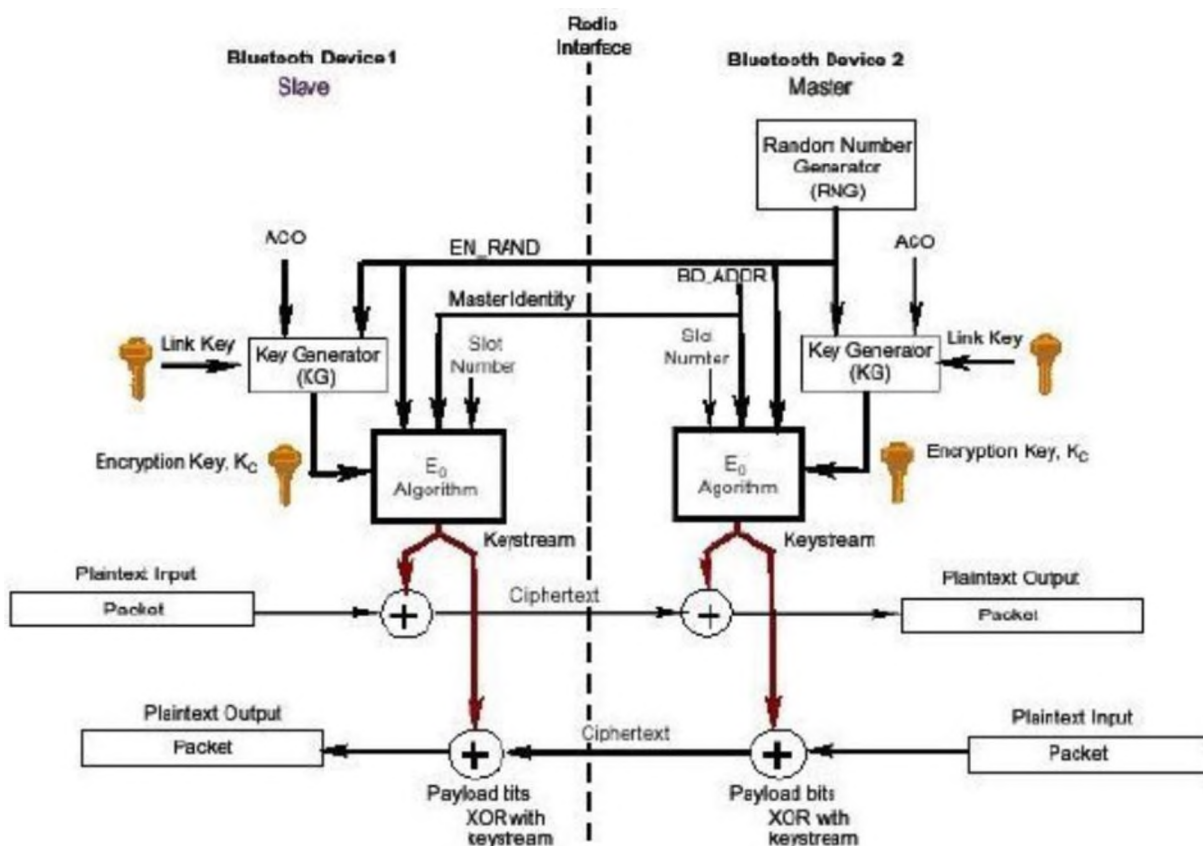 Radio
Interface
Bluetooth Device 1
Slave
Bluetooth Device 2
Master
Random Number
Generator
(RNG)
ACO
EN_RAND
ACO
BD_ADDR
Master Identity
Link Key
Key Generator
(KG)
Slot
Number
Slot
Number
Key Generator
(KG)
Link Key
Encryption Key, KC
E0
Algorithm
E0
Agorithm
Encryption Key, KC
Keystream
Keystream
Plaintext Input
Packet
Ciphertext
Plaintext Output
Packet
Plaintext Output
Packet
Ciphertext
Plaintext Input
Packet
Payload bits
XOR with
keystream
Payload bits
XOR with
keystream